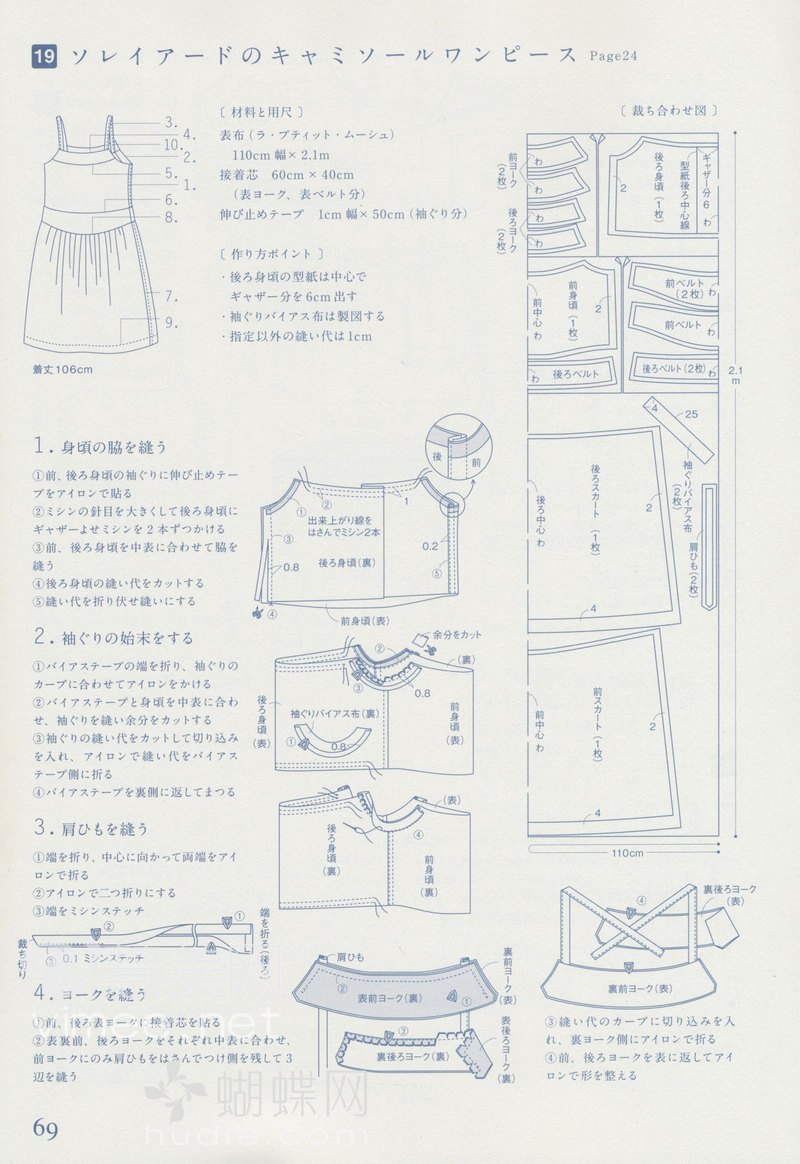 19 ソレイアードのキャミソールワンピース Page24
3.
4.
10.
2.
5.
1.
6.
8.
7.
9.
着丈106cm
〔 材料と用尺 〕
表布（ラ・プティット・ムーシュ）
110cm 幅× 2.1m
接着芯 60cm × 40cm
（表ヨーク、表ベルト分）
伸び止めテープ 1cm 幅× 50cm（袖ぐり分）
〔 作り方ポイント 〕
・後ろ身頃の型紙は中心で
ギャザー分を6cm 出す
・袖ぐりバイアス布は製図する
・指定以外の縫い代は1cm
〔 裁ち合わせ図 〕
前ヨーク（2枚）
わ
わ
後ろヨーク（2枚）
わ
わ
2
後ろ身頃（1枚）
型紙後ろ中心線
ギャザー分6
わ
前中心 わ
前身頃（1枚）
2
前ベルト（2枚）
わ
前ベルト
わ
わ 後ろベルト
後ろベルト（2枚）わ
2.1m
4
25
袖ぐりバイアス布（2枚）
肩ひも（2枚）
後ろ中心 わ
後ろスカート（1枚）
2
4
前中心 わ
前スカート（1枚）
2
4
110cm
1. 身頃の脇を縫う
①前、後ろ身頃の袖ぐりに伸び止めテー
プをアイロンで貼る
②ミシンの針目を大きくして後ろ身頃に
ギャザーよせミシンを 2 本ずつかける
③前、後ろ身頃を中表に合わせて脇を
縫う
④後ろ身頃の縫い代をカットする
⑤縫い代を折り伏せ縫いにする
後
前
①
②
1
出来上がり線を
はさんでミシン2本
③
0.8
後ろ身頃（裏）
0.2
⑤
④
前身頃（表）
2. 袖ぐりの始末をする
①バイアステープの端を折り、袖ぐりの
カーブに合わせてアイロンをかける
②バイアステープと身頃を中表に合わ
せ、袖ぐりを縫い余分をカットする
③袖ぐりの縫い代をカットして切り込み
を入れ、アイロンで縫い代をバイアス
テープ側に折る
④バイアステープを裏側に返してまつる
②
余分をカット
（裏）
③
0.8
後ろ身頃（表）
袖ぐりバイアス布（裏）
①
0.8
前身頃（表）
（表）
④
後ろ身頃（裏）
前身頃（裏）
3. 肩ひもを縫う
①端を折り、中心に向かって両端をアイ
ロンで折る
②アイロンで二つ折りにする
③端をミシンステッチ
裁ち切り
②
①
端を折る（後ろ）
③ 0.1 ミシンステッチ
4. ヨークを縫う
①前、後ろ表ヨークに接着芯を貼る
②表裏前、後ろヨークをそれぞれ中表に合わせ、
前ヨークにのみ肩ひもをはさんでつけ側を残して 3
辺を縫う
肩ひも
②
表前ヨーク（裏）
①
裏前ヨーク（表）
③
裏後ろヨーク（裏）
表後ろヨーク（裏）
④
裏後ろヨーク（表）
裏前ヨーク（表）
③縫い代のカーブに切り込みを入
れ、裏ヨーク側にアイロンで折る
④前、後ろヨークを表に返してアイ
ロンで形を整える
蝴蝶网
nudie.com
69